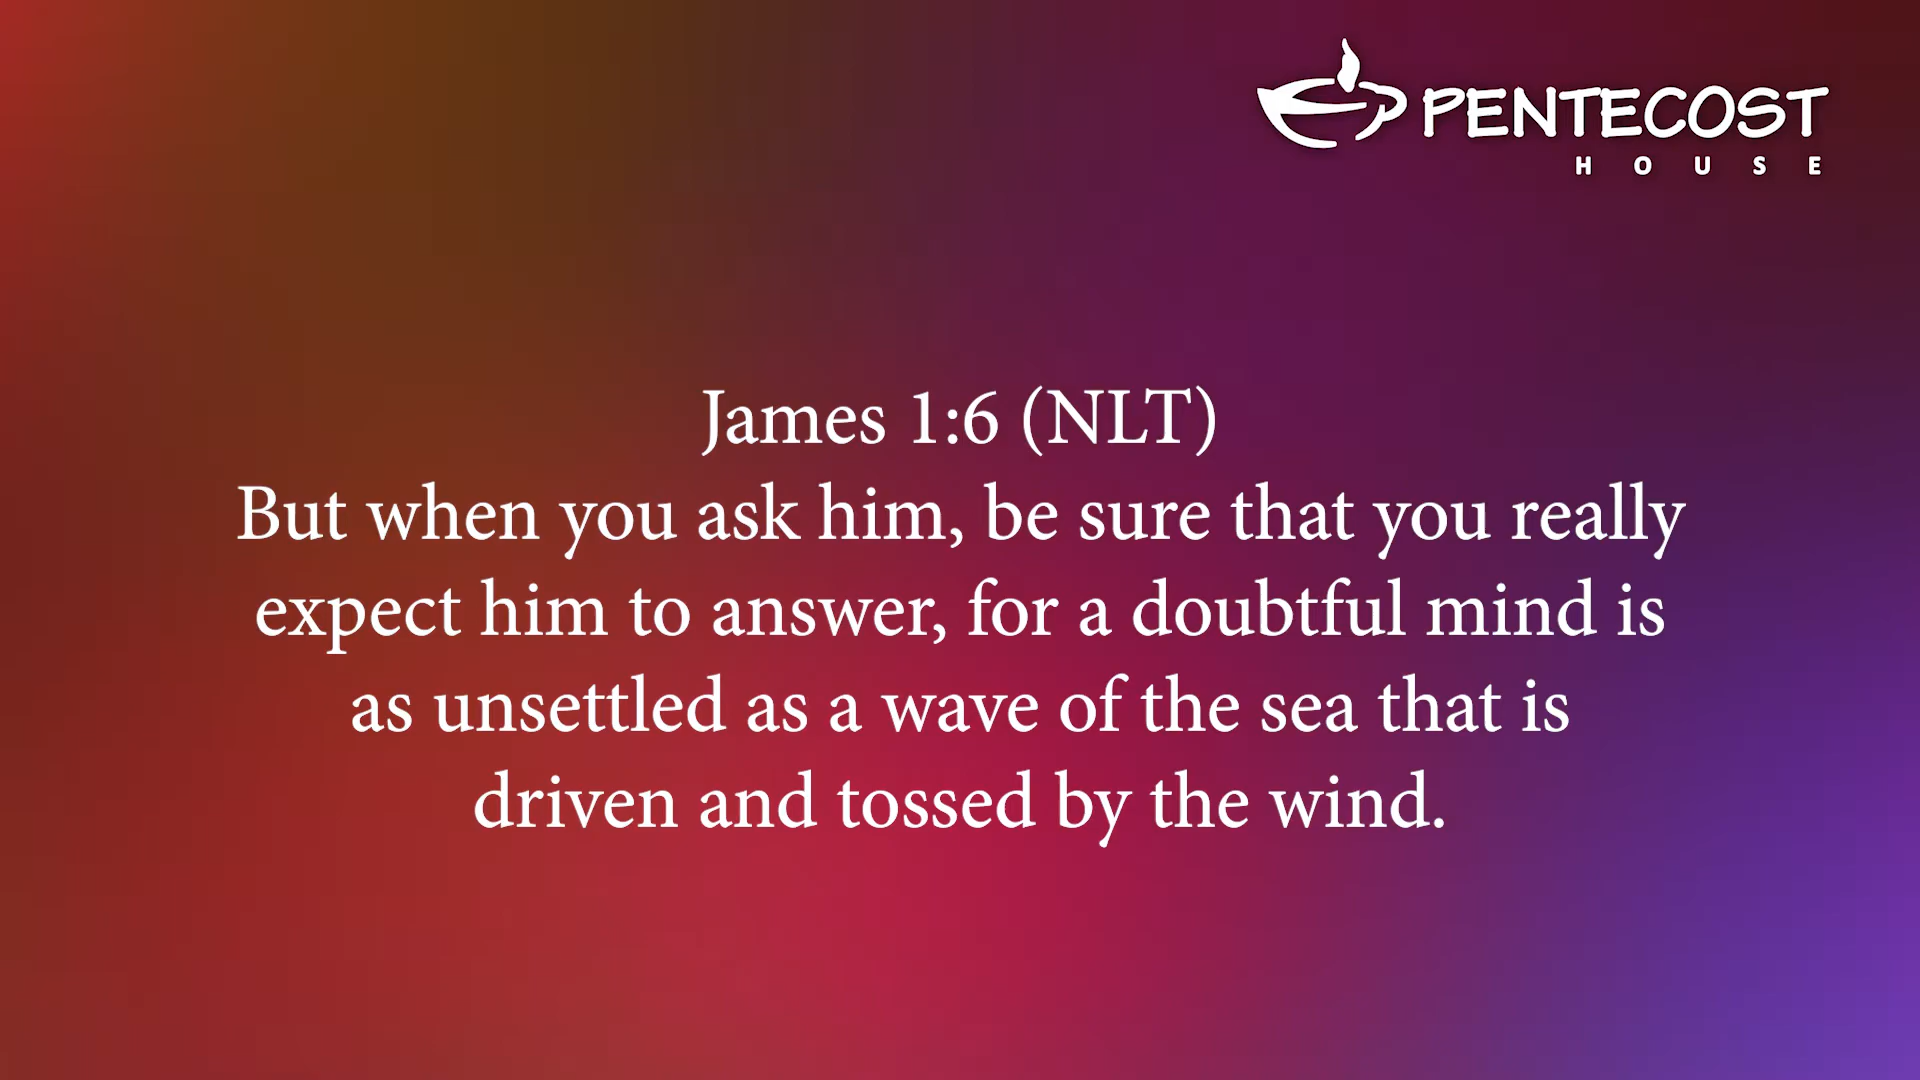 PENTECOST
HOUSE
James 1:6 (NLT)
But when you ask him, be sure that you really
expect him to answer, for a doubtful mind is
as unsettled as a wave of the sea that is
driven and tossed by the wind.